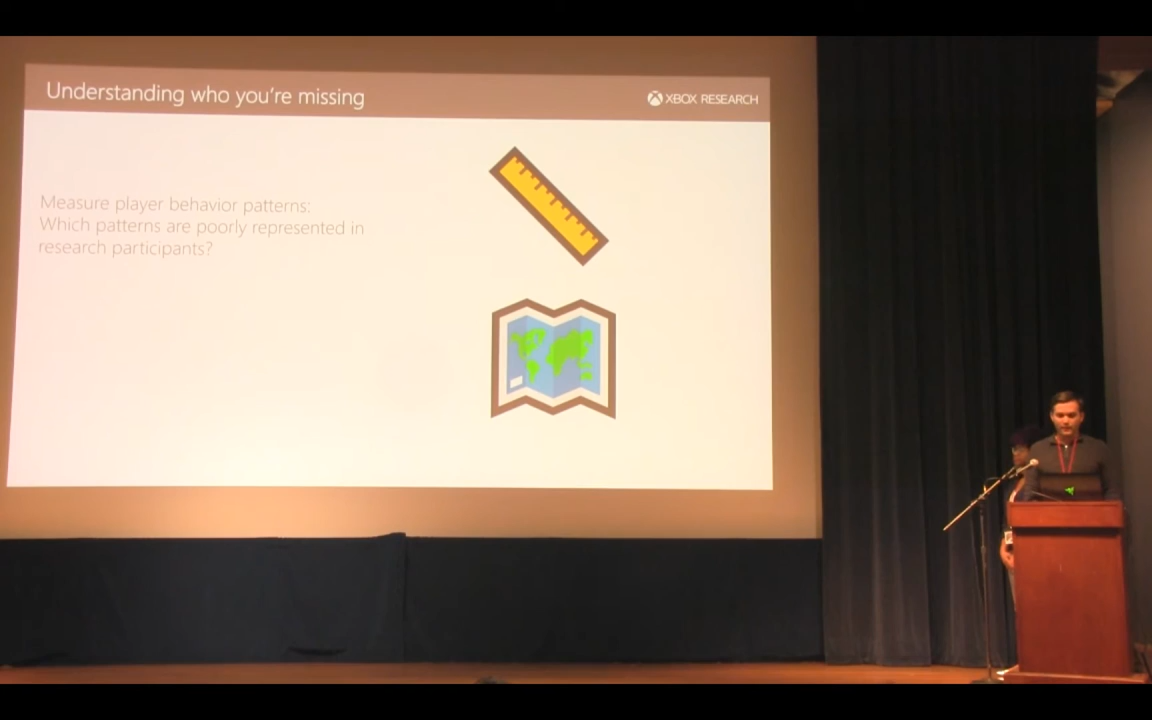 Understanding who you're missing
XBOX RESEARCH
Measure player behavior patterns:
Which patterns are poorly represented in
research participants?